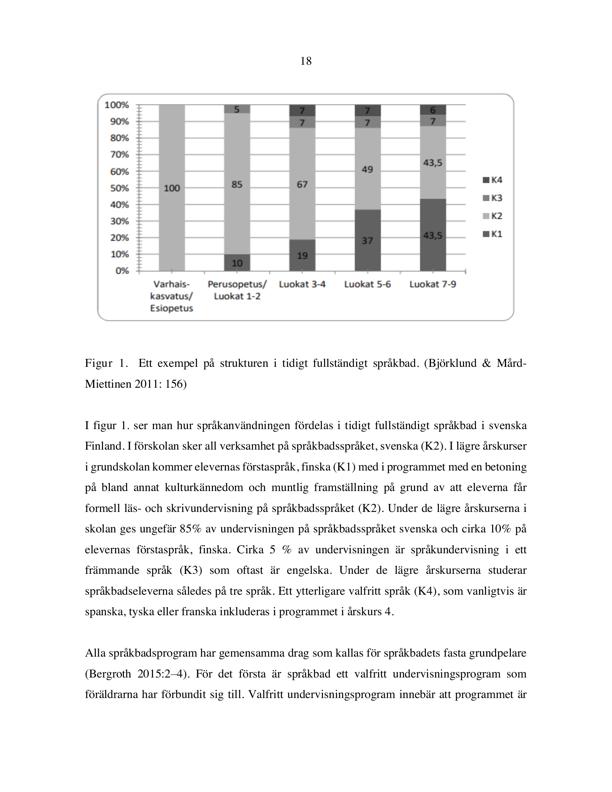 18
100%
90%
80%
70%
60%
50%
40%
30%
20%
10%
0%
100
5
85
10
7
7
67
19
7
7
49
37
6
7
43,5
43,5
K4
K3
K2
K1
Varhais-
kasvatus/
Esiopetus
Perusopetus/
Luokat 1-2
Luokat 3-4
Luokat 5-6
Luokat 7-9
Figur 1. Ett exempel på strukturen i tidigt fullständigt språkbad. (Björklund & Mård-
Miettinen 2011: 156)
I figur 1. ser man hur språkanvändningen fördelas i tidigt fullständigt språkbad i svenska
Finland. I förskolan sker all verksamhet på språkbadsspråket, svenska (K2). I lägre årskurser
i grundskolan kommer elevernas förstaspråk, finska (K1) med i programmet med en betoning
på bland annat kulturkännedom och muntlig framställning på grund av att eleverna får
formell läs- och skrivundervisning på språkbadsspråket (K2). Under de lägre årskurserna i
skolan ges ungefär 85% av undervisningen på språkbadsspråket svenska och cirka 10% på
elevernas förstaspråk, finska. Cirka 5 % av undervisningen är språkundervisning i ett
främmande språk (K3) som oftast är engelska. Under de lägre årskurserna studerar
språkbadseleverna således på tre språk. Ett ytterligare valfritt språk (K4), som vanligtvis är
spanska, tyska eller franska inkluderas i programmet i årskurs 4.
Alla språkbadsprogram har gemensamma drag som kallas för språkbadets fasta grundpelare
(Bergroth 2015:2–4). För det första är språkbad ett valfritt undervisningsprogram som
föräldrarna har förbundit sig till. Valfritt undervisningsprogram innebär att programmet är